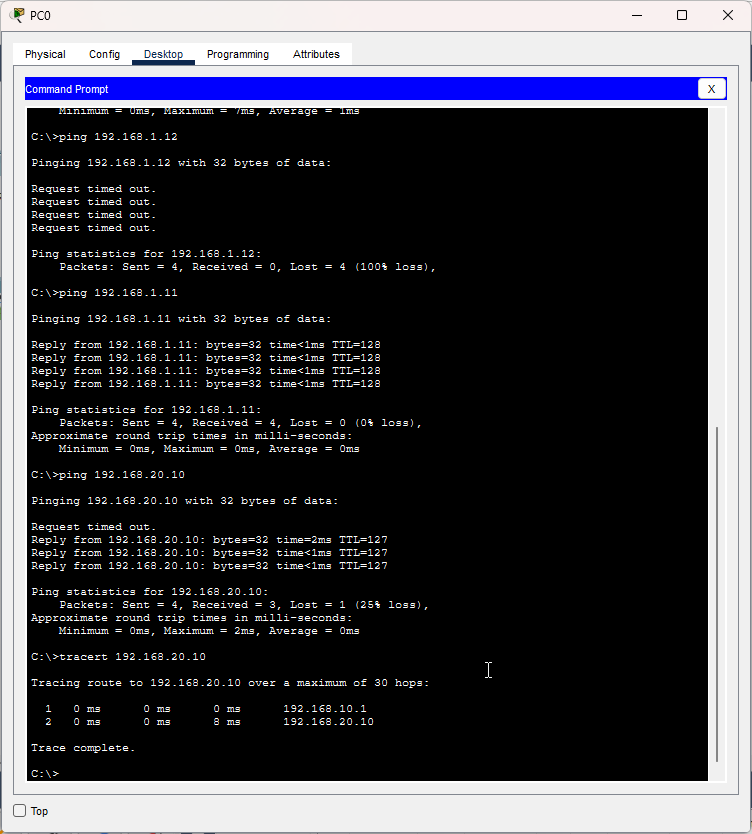 PC0
Physical Config Desktop Programming Attributes
Command Prompt X
Minimum = 0ms, Maximum = 7ms, Average = 1ms
C:\>ping 192.168.1.12
Pinging 192.168.1.12 with 32 bytes of data:
Request timed out.
Request timed out.
Request timed out.
Request timed out.
Ping statistics for 192.168.1.12:
Packets: Sent = 4, Received = 0, Lost = 4 (100% loss),
C:\>ping 192.168.1.11
Pinging 192.168.1.11 with 32 bytes of data:
Reply from 192.168.1.11: bytes=32 time<1ms TTL=128
Reply from 192.168.1.11: bytes=32 time<1ms TTL=128
Reply from 192.168.1.11: bytes=32 time<1ms TTL=128
Reply from 192.168.1.11: bytes=32 time<1ms TTL=128
Ping statistics for 192.168.1.11:
Packets: Sent = 4, Received = 4, Lost = 0 (0% loss),
Approximate round trip times in milli-seconds:
Minimum = 0ms, Maximum = 0ms, Average = 0ms
C:\>ping 192.168.20.10
Pinging 192.168.20.10 with 32 bytes of data:
Request timed out.
Reply from 192.168.20.10: bytes=32 time=2ms TTL=127
Reply from 192.168.20.10: bytes=32 time<1ms TTL=127
Reply from 192.168.20.10: bytes=32 time<1ms TTL=127
Ping statistics for 192.168.20.10:
Packets: Sent = 4, Received = 3, Lost = 1 (25% loss),
Approximate round trip times in milli-seconds:
Minimum = 0ms, Maximum = 2ms, Average = 0ms
C:\>tracert 192.168.20.10
Tracing route to 192.168.20.10 over a maximum of 30 hops:
1 0 ms 0 ms 0 ms 192.168.10.1
2 0 ms 0 ms 8 ms 192.168.20.10
Trace complete.
C:\>
Top